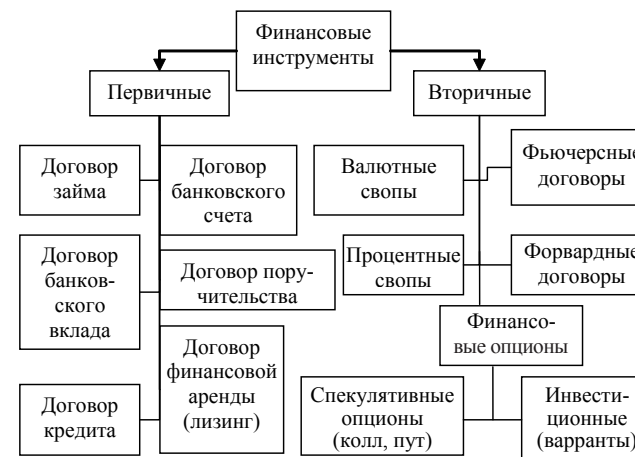 Финансовые
инструменты
Первичные
Вторичные
Договор
займа
Договор
банковского
счета
Валютные
свопы
Фьючерсные
договоры
Договор
банков-
ского
вклада
Договор пору-
чительства
Процентные
свопы
Форвардные
договоры
Договор
финансовой
аренды
(лизинг)
Финансо-
вые опционы
Договор
кредита
Спекулятивные
опционы
(колл, пут)
Инвести-
ционные
(варранты)